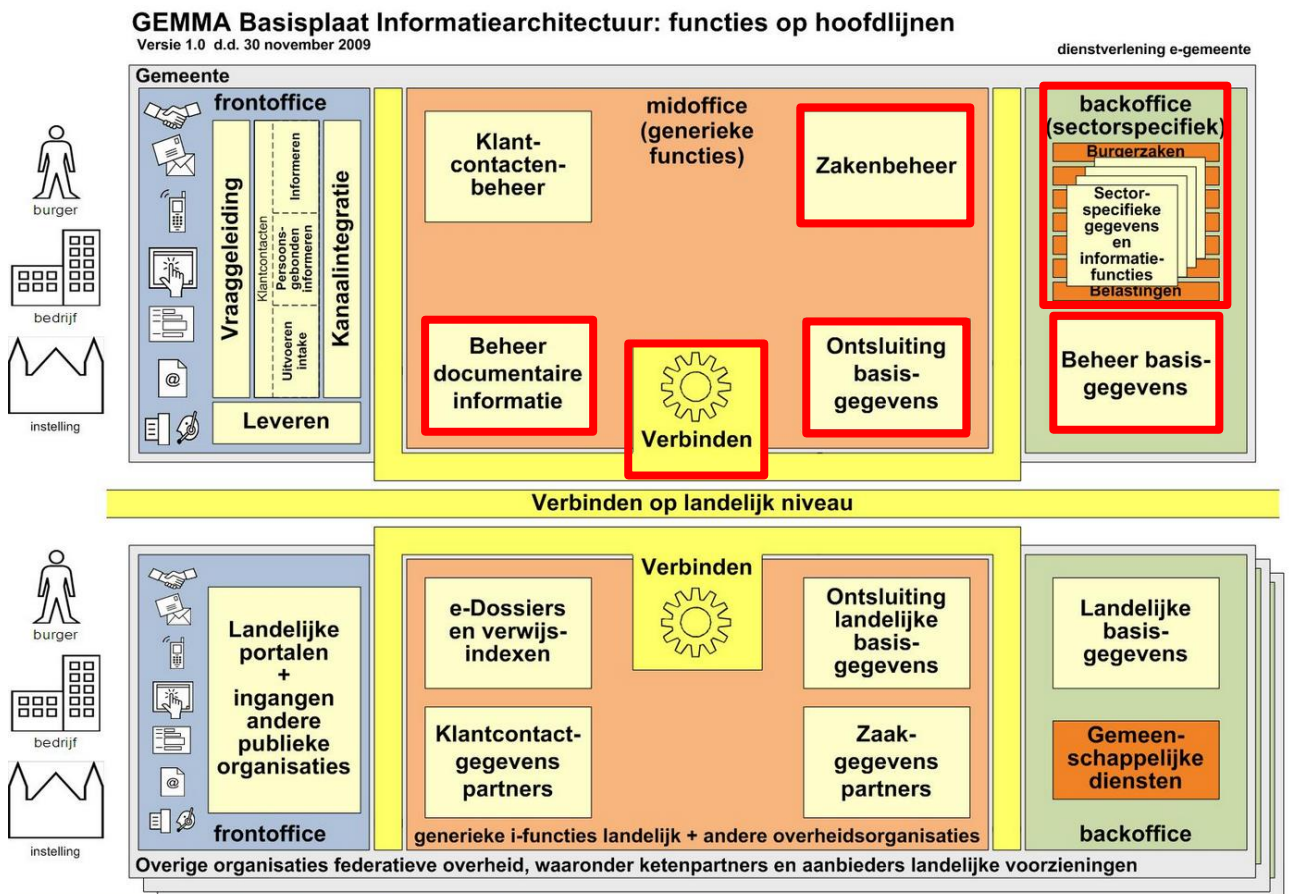 GEMMA Basisplaat Informatiearchitectuur: functies op hoofdlijnen
Versie 1.0 d.d. 30 november 2009
dienstverlening e-gemeente
Gemeente
burger
bedrijf
instelling
frontoffice
@
Vraaggeleiding
Klantcontacten
Informeren
Persoons-
gebonden
informeren
Uitvoeren
intake
Kanaalintegratie
Leveren
midoffice
(generieke
functies)
Klant-
contacten-
beheer
Zakenbeheer
Beheer
documentaire
informatie
Verbinden
Ontsluiting
basis-
gegevens
backoffice
(sectorspecifiek)
Burgerzaken
Sector-
specifieke
gegevens
en
informatie-
functies
Belastingen
Beheer basis-
gegevens
Verbinden op landelijk niveau
burger
bedrijf
instelling
@
Landelijke
portalen
+
ingangen
andere
publieke
organisaties
frontoffice
e-Dossiers
en verwijs-
indexen
Verbinden
Ontsluiting
landelijke
basis-
gegevens
Klantcontact-
gegevens
partners
Zaak-
gegevens
partners
generieke i-functies landelijk + andere overheidsorganisaties
Landelijke
basis-
gegevens
Gemeen-
schappelijke
diensten
backoffice
Overige organisaties federatieve overheid, waaronder ketenpartners en aanbieders landelijke voorzieningen